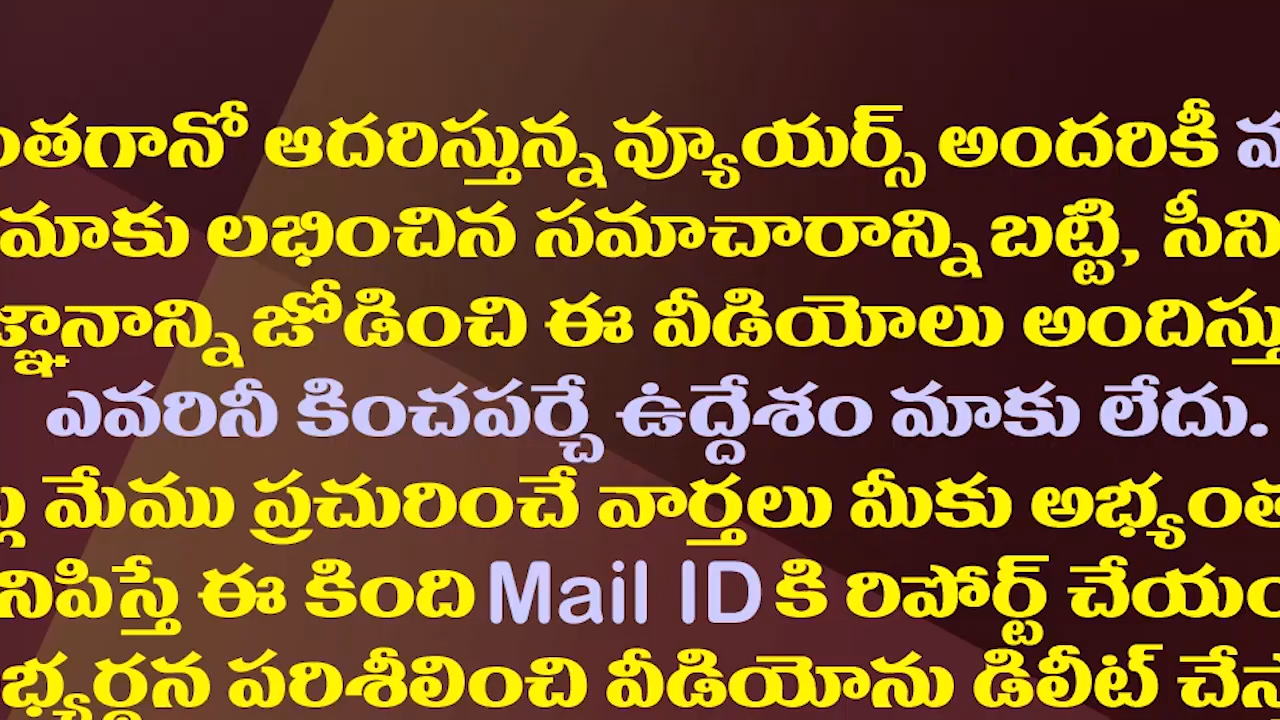 ంతగానో ఆదరిస్తున్న వ్యూయర్స్ అందరికీ
మాకు లభించిన సమాచారాన్ని బట్టి, సీని
జ్ఞానాన్ని జోడించి ఈ వీడియోలు అందిస్తు
ఎవరినీ కించపర్చే ఉద్దేశం మాకు లేదు.
మేము ప్రచురించే వార్తలు మీకు అభ్యంత
నిపిస్తే ఈ కింది Mail ID కి రిపోర్ట్ చేయం
భ్యర్థన పరిశీలించి వీడియోను డిలీట్ చేస